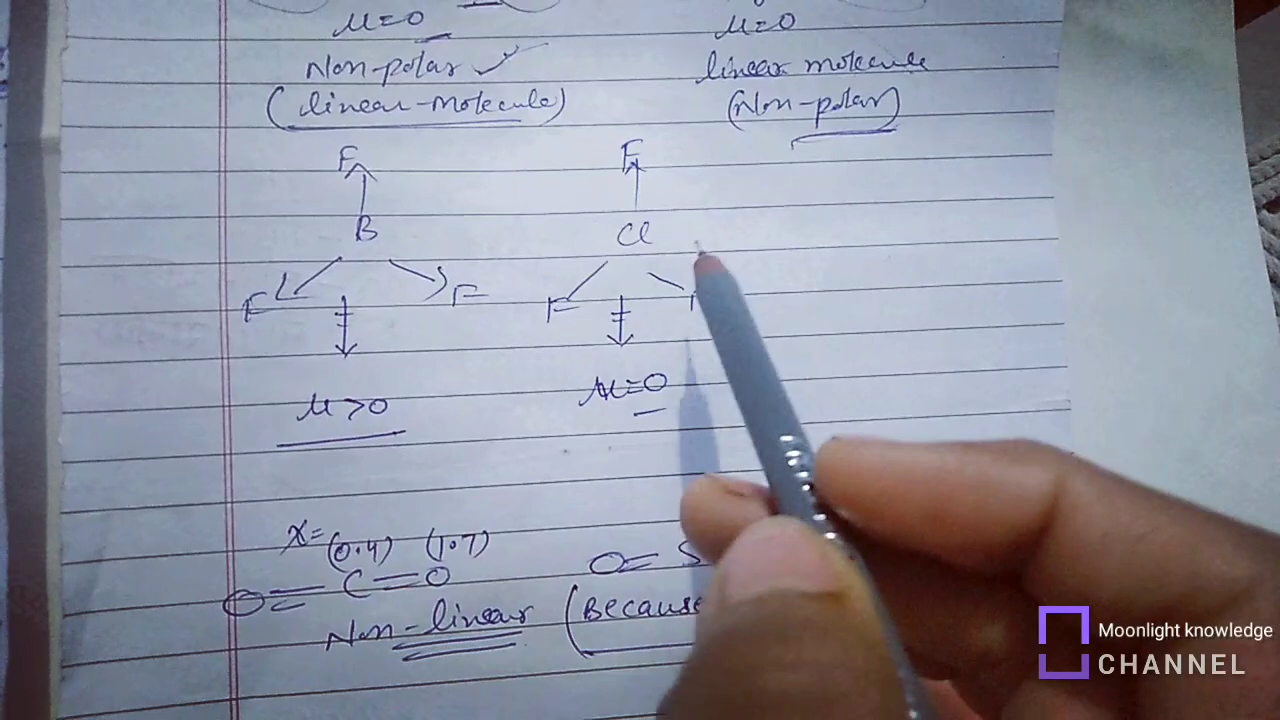 μ=0
μ=0
Non-polar ✓
linear molecule
(linear-molecule)
(Non-polar)
F
F
B
Cl
F
F
F
μ>0
μ=0
X=(0.4) (1.7)
O=C=O
O=S
Non-linear
(Because
Moonlight knowledge
CHANNEL